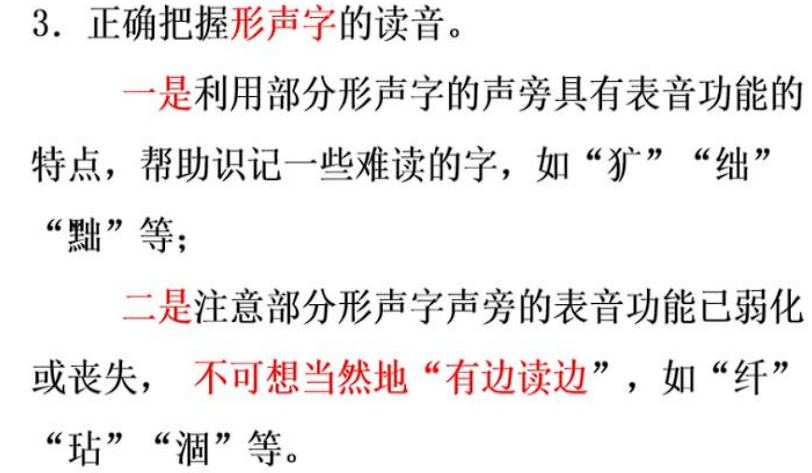 3. 正确把握形声字的读音。
一是利用部分形声字的声旁具有表音功能的
特点，帮助识记一些难读的字，如“犷”“绌”
“黜”等；
二是注意部分形声字声旁的表音功能已弱化
或丧失， 不可想当然地“有边读边”，如“纤”
“玷”“涸”等。